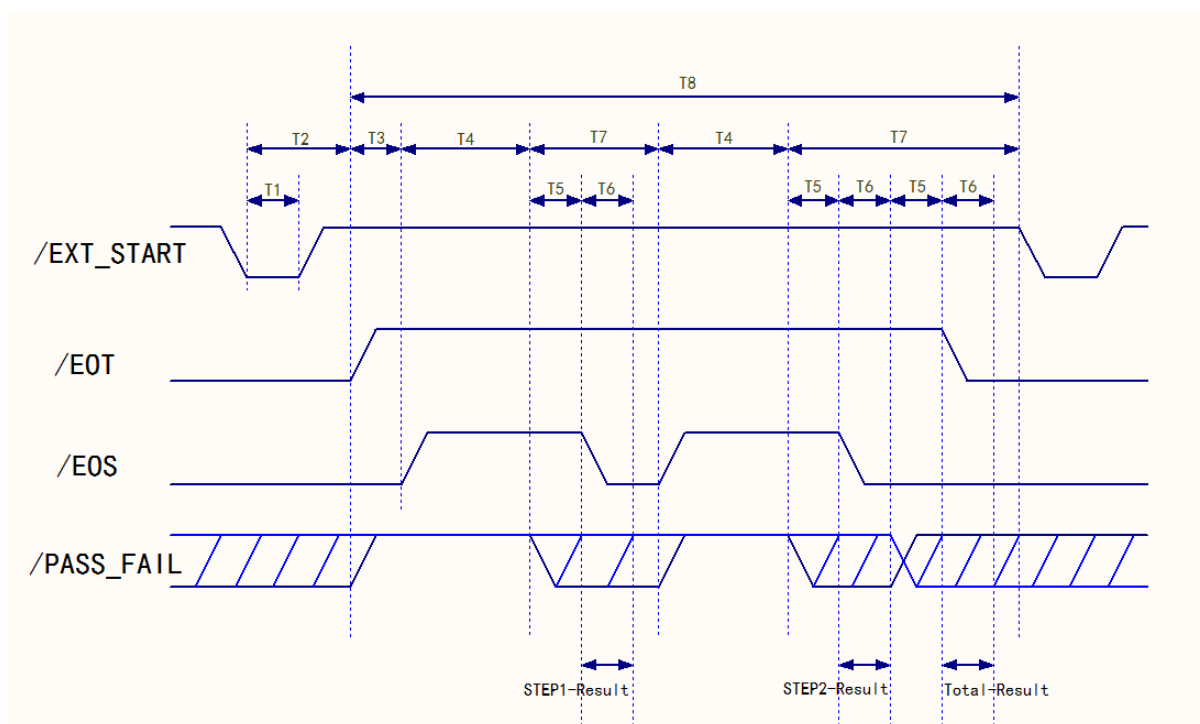 T8
T2 T3 T4 T7 T4 T7
T1 T5 T6 T5 T6 T5 T6
/EXT_START
/EOT
/EOS
/PASS_FAIL
STEP1-Result STEP2-Result Total-Result